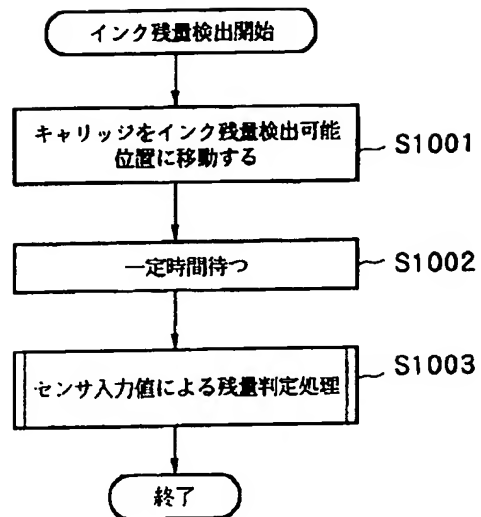 インク残量検出開始
キャリッジをインク残量検出可能
位置に移動する
S1001
一定時間待つ
S1002
センサ入力値による残量判定処理
S1003
終了